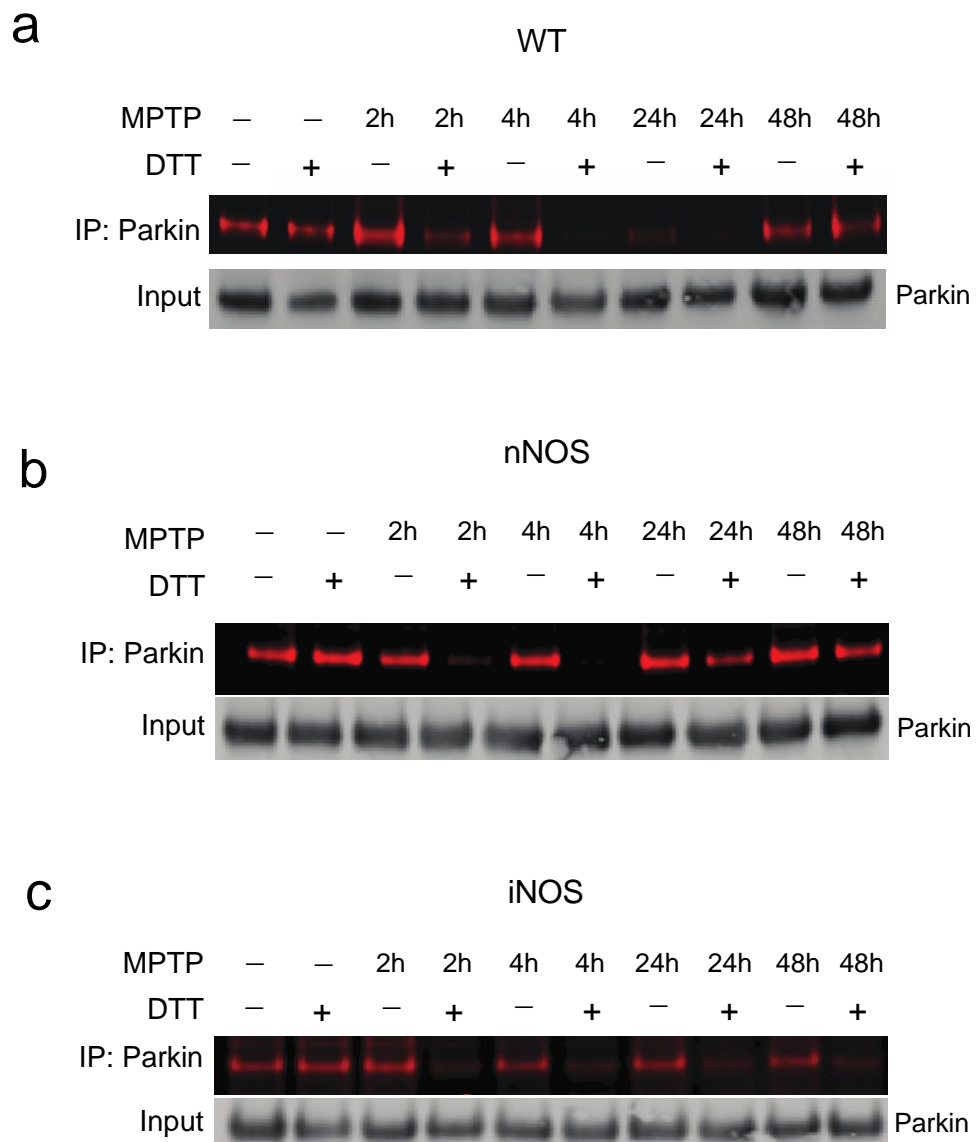 a
WT
MPTP — — 2h 2h 4h 4h 24h 24h 48h 48h
DTT — + — + — + — + — +
IP: Parkin
Input Parkin
b
nNOS
MPTP — — 2h 2h 4h 4h 24h 24h 48h 48h
DTT — + — + — + — + — +
IP: Parkin
Input Parkin
c
iNOS
MPTP — — 2h 2h 4h 4h 24h 24h 48h 48h
DTT — + — + — + — + — +
IP: Parkin
Input Parkin